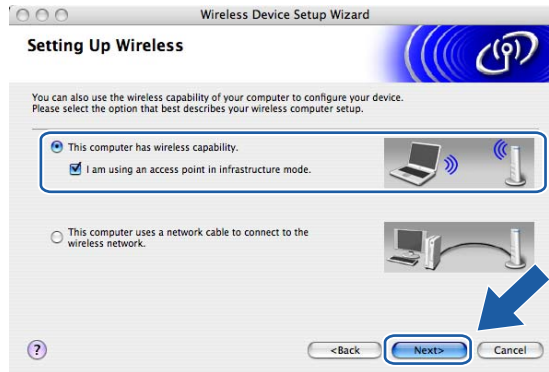 Wireless Device Setup Wizard
Setting Up Wireless
You can also use the wireless capability of your computer to configure your device.
Please select the option that best describes your wireless computer setup.
This computer has wireless capability.
I am using an access point in infrastructure mode.
This computer uses a network cable to connect to the
wireless network.
?
<Back
Next>
Cancel